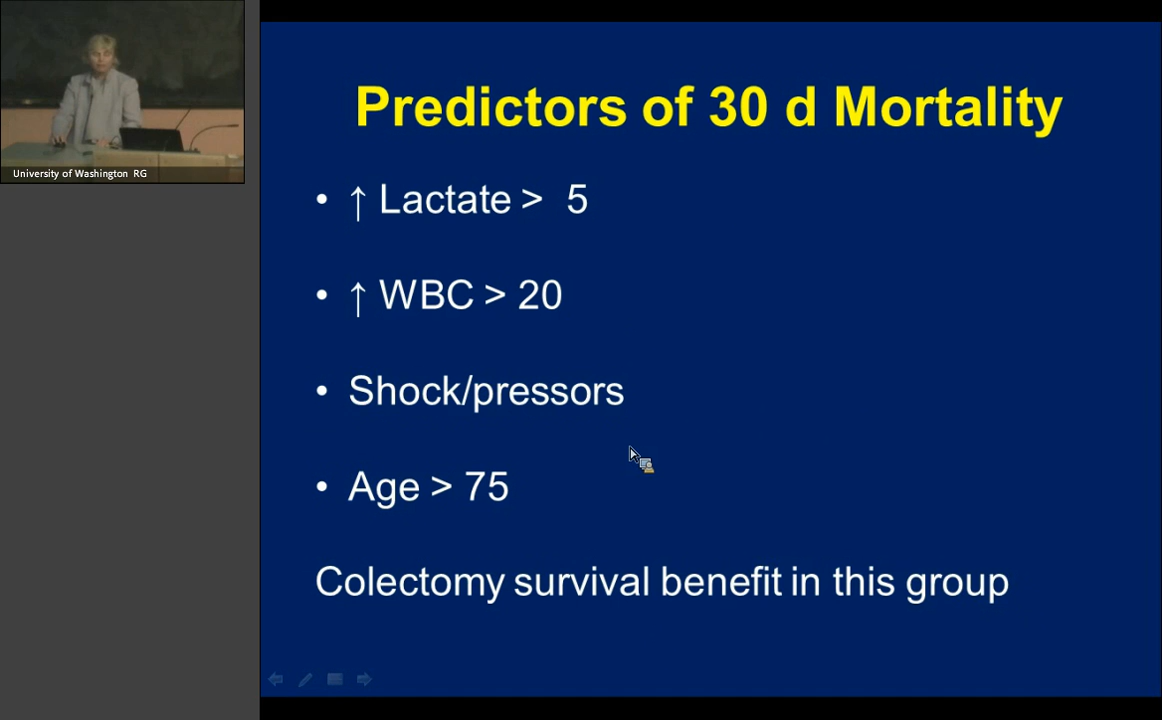 University of Washington RG
Predictors of 30 d Mortality
• ↑ Lactate > 5
• ↑ WBC > 20
• Shock/pressors
• Age > 75
Colectomy survival benefit in this group